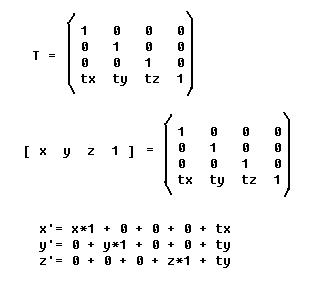 1 0 0 0
T = 0 1 0 0
0 0 1 0
tx ty tz 1
1 0 0 0
[ x y z 1 ] = 0 1 0 0
0 0 1 0
tx ty tz 1
x'= x*1 + 0 + 0 + 0 + tx
y'= 0 + y*1 + 0 + 0 + ty
z'= 0 + 0 + 0 + z*1 + ty